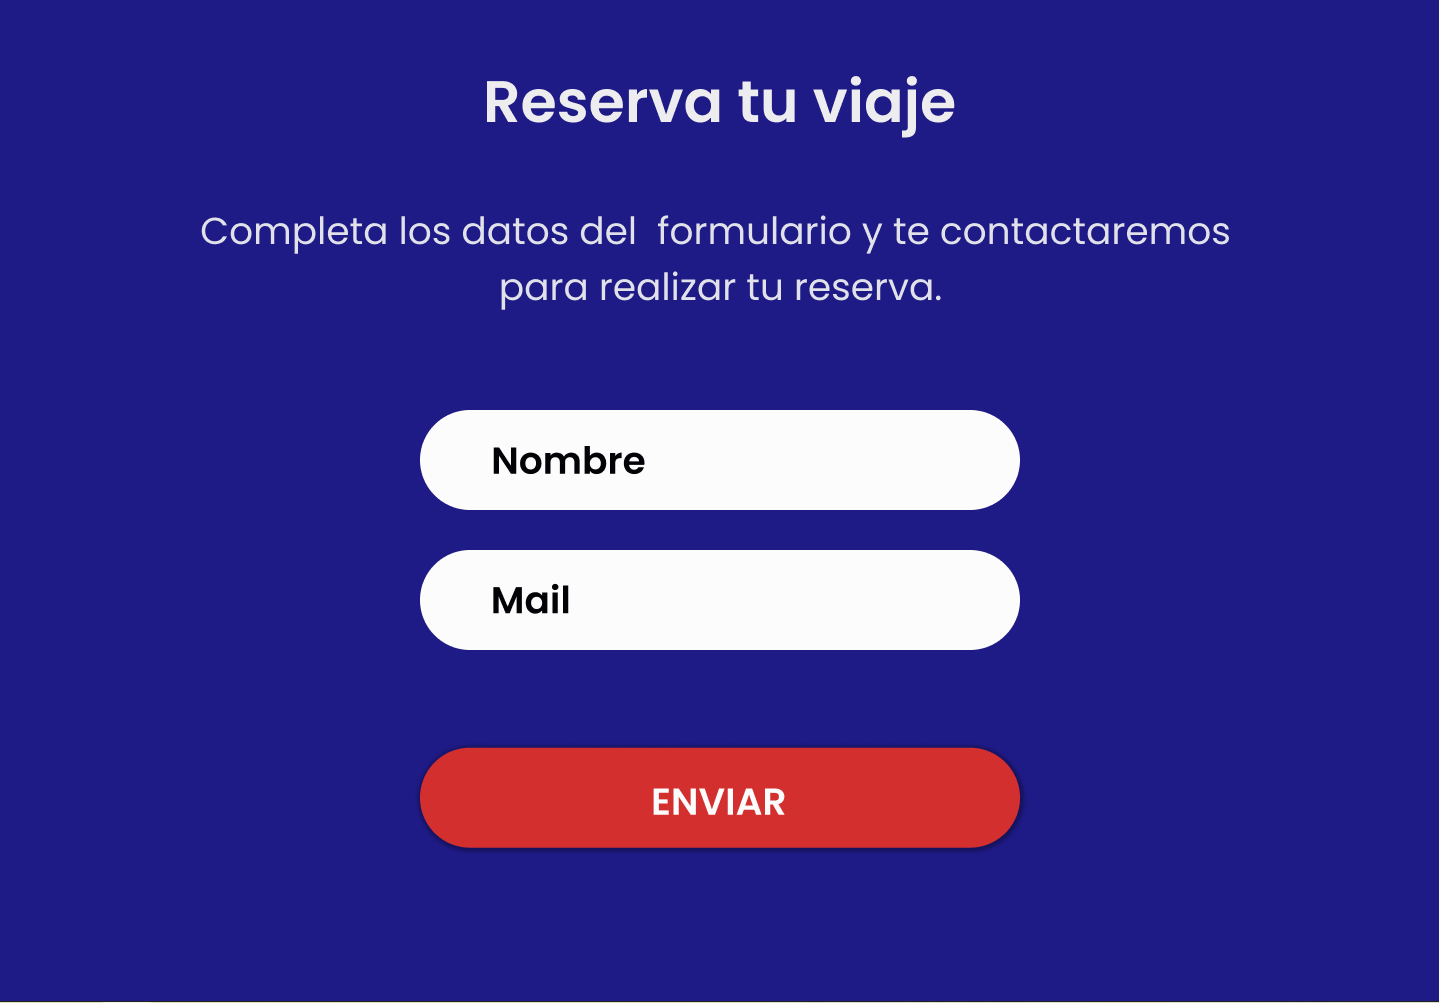 Reserva tu viaje
Completa los datos del  formulario y te contactaremos
para realizar tu reserva.
Nombre
Mail
ENVIAR